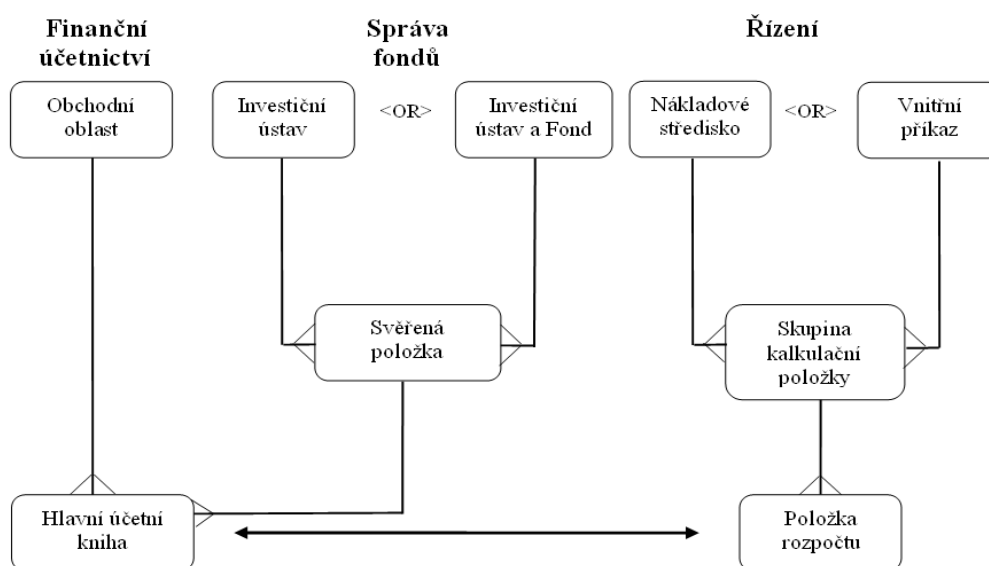 Finanční
účetnictví
Správa
fondů
Řízení
Obchodní
oblast
Investiční
ústav
<OR>
Investiční
ústav a Fond
Nákladové
středisko
<OR>
Vnitřní
příkaz
Svěřená
položka
Skupina
kalkulační
položky
Hlavní účetní
kniha
Položka
rozpočtu